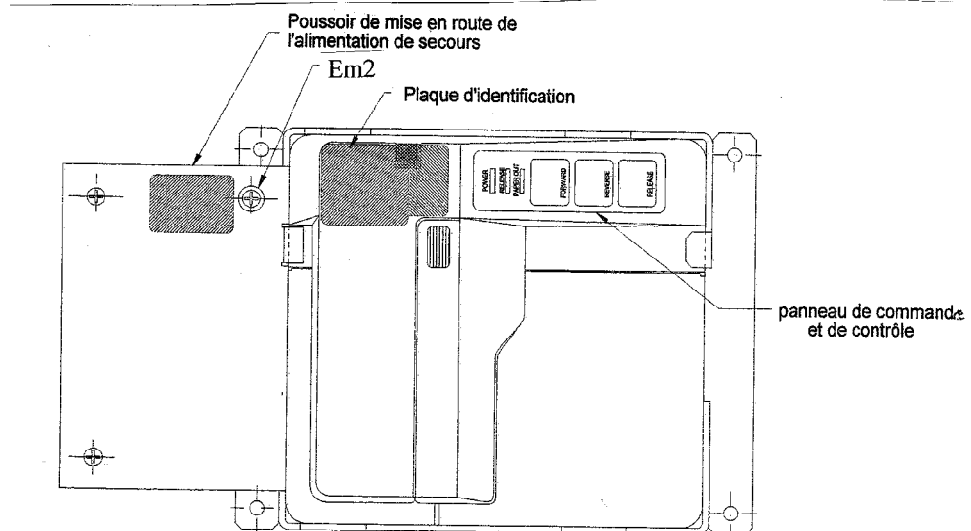 Poussoir de mise en route de
l'alimentation de secours
Em2
Plaque d'identification
POWER
RELEASE
PAPER OUT
FORWARD
REVERSE
RELEASE
panneau de commande
et de contrôle